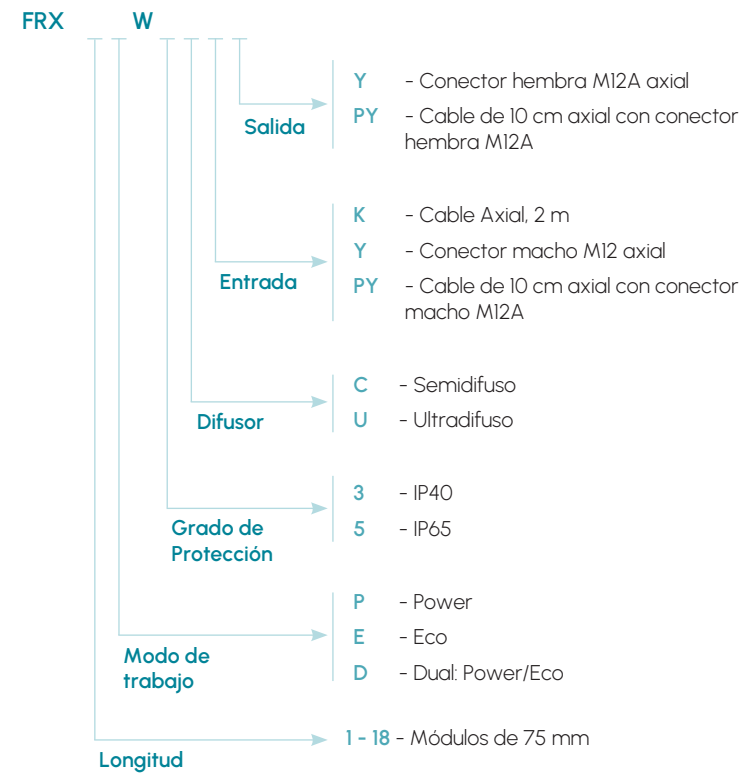 FRX W
Y - Conector hembra M12A axial
PY - Cable de 10 cm axial con conector
hembra M12A
Salida
K - Cable Axial, 2 m
Y - Conector macho M12 axial
PY - Cable de 10 cm axial con conector
macho M12A
Entrada
C - Semidifuso
U - Ultradifuso
Difusor
3 - IP40
5 - IP65
Grado de
Protección
P - Power
E - Eco
D - Dual: Power/Eco
Modo de
trabajo
1 - 18 - Módulos de 75 mm
Longitud